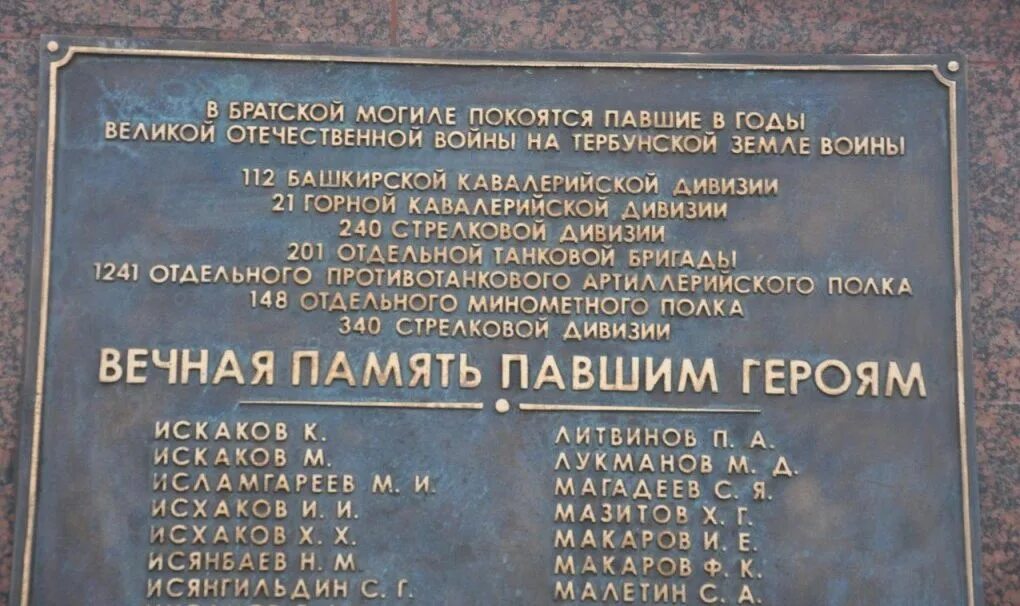 В БРАТСКОЙ МОГИЛЕ ПОКОЯТСЯ ПАВШИЕ В ГОДЫ
ВЕЛИКОЙ ОТЕЧЕСТВЕННОЙ ВОЙНЫ НА ТЕРБУНСКОЙ ЗЕМЛЕ ВОИНЫ
112 БАШКИРСКОЙ КАВАЛЕРИЙСКОЙ ДИВИЗИИ
21 ГОРНОЙ КАВАЛЕРИЙСКОЙ ДИВИЗИИ
240 СТРЕЛКОВОЙ ДИВИЗИИ
201 ОТДЕЛЬНОЙ ТАНКОВОЙ БРИГАДЫ
1241 ОТДЕЛЬНОГО ПРОТИВОТАНКОВОГО АРТИЛЛЕРИЙСКОГО ПОЛКА
148 ОТДЕЛЬНОГО МИНОМЕТНОГО ПОЛКА
340 СТРЕЛКОВОЙ ДИВИЗИИ
ВЕЧНАЯ ПАМЯТЬ ПАВШИМ ГЕРОЯМ
ИСКАКОВ К.
ИСКАКОВ М.
ИСЛАМГАРЕЕВ М. И.
ИСХАКОВ И. И.
ИСХАКОВ Х. Х.
ИСЯНБАЕВ Н. М
ИСЯНГИЛЬДИН С. Г.
ЛИТВИНОВ П. А.
ЛУКМАНОВ М. Д.
МАГАДЕЕВ С. Я.
МАЗИТОВ Х. Г.
МАКАРОВ И. Е.
МАКАРОВ Ф. К.
МАЛЕТИН С. А.